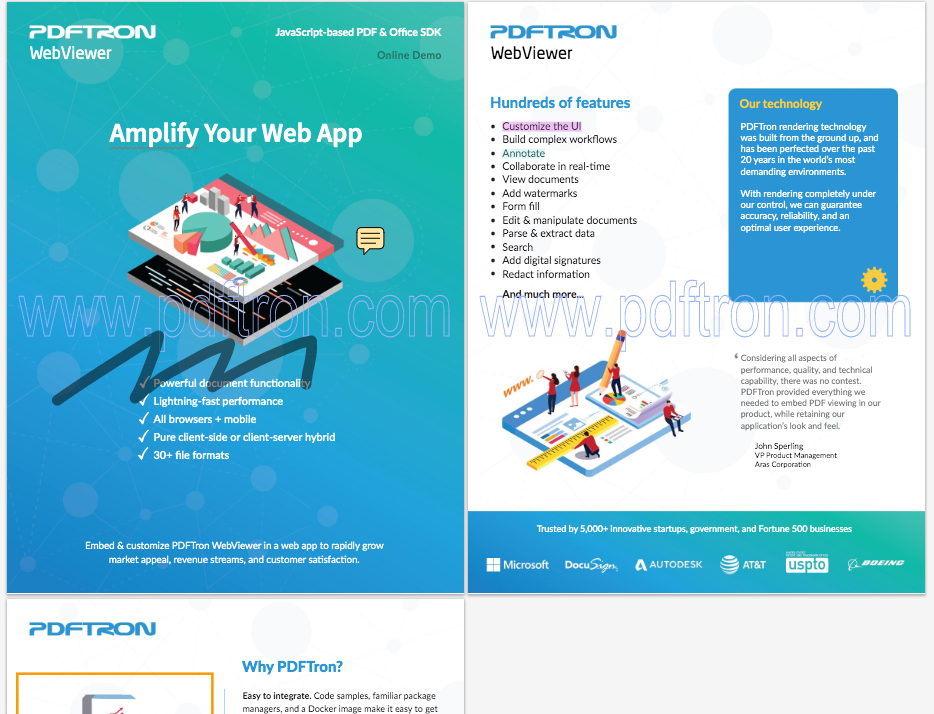 PDFTRON
WebViewer
JavaScript-based PDF & Office SDK
Online Demo
Amplify Your Web App
www.pdftron.com
Powerful document functionality
Lightning-fast performance
All browsers + mobile
Pure client-side or client-server hybrid
30+ file formats
Embed & customize PDFTron WebViewer in a web app to rapidly grow
market appeal, revenue streams, and customer satisfaction.
PDFTRON
WebViewer
Hundreds of features
• Customize the UI
• Build complex workflows
• Annotate
• Collaborate in real-time
• View documents
• Add watermarks
• Form fill
• Edit & manipulate documents
• Parse & extract data
• Search
• Add digital signatures
• Redact information
And much more...
Our technology
PDFTron rendering technology
was built from the ground up, and
has been perfected over the past
20 years in the world's most
demanding environments.
With rendering completely under
our control, we can guarantee
accuracy, reliability, and an
optimal user experience.
www.pdftron.com
www.
‘ Considering all aspects of
performance, quality, and technical
capability, there was no contest.
PDFTron provided everything we
needed to embed PDF viewing in our
product, while retaining our
application's look and feel.
John Sperling
VP Product Management
Aras Corporation
Trusted by 5,000+ innovative startups, government, and Fortune 500 businesses
Microsoft
DocuSign
AUTODESK
AT&T
uspto
BOEING
PDFTRON
Why PDFTron?
Easy to integrate. Code samples, familiar package
managers, and a Docker image make it easy to get